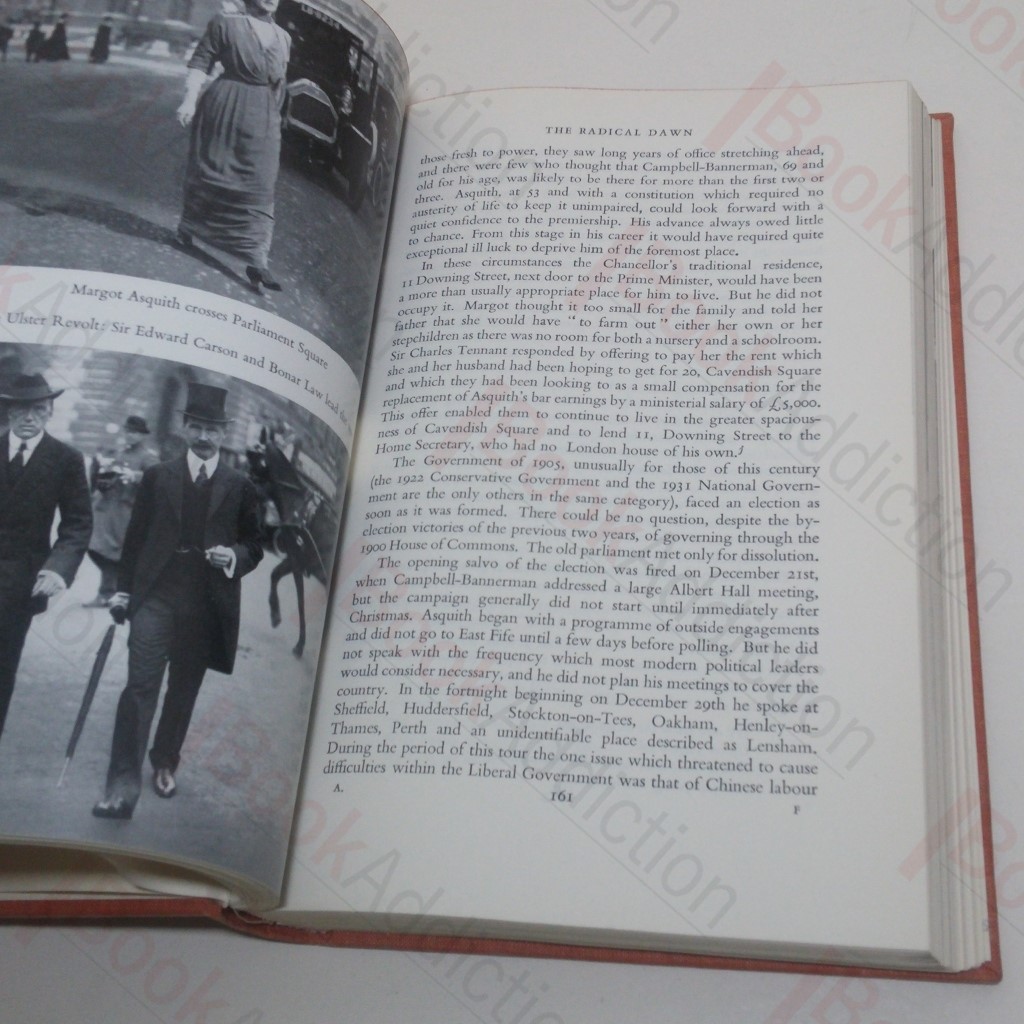 Margot Asquith crosses Parliament Square
Ulster Revolt: Sir Edward Carson and Bonar Law lead
THE RADICAL DAWN
those fresh to power, they saw long years of office stretching ahead,
and there were few who thought that Campbell-Bannerman, 69 and
old for his age, was likely to be there for more than the first two or
three. Asquith, at 53 and with a constitution which required no
austerity of life to keep it unimpaired, could look forward with a
quiet confidence to the premiership. His advance always owed little
to chance. From this stage in his career it would have required quite
exceptional ill luck to deprive him of the foremost place.
In these circumstances the Chancellor's traditional residence,
11 Downing Street, next door to the Prime Minister, would have been
a more than usually appropriate place for him to live. But he did not
occupy it. Margot thought it too small for the family and told her
father that she would have "to farm out" either her own or her
stepchildren as there was no room for both a nursery and a schoolroom.
Sir Charles Tennant responded by offering to pay her the rent which
she and her husband had been hoping to get for 20, Cavendish Square
and which they had been looking to as a small compensation for the
replacement of Asquith's bar earnings by a ministerial salary of £5,000.
This offer enabled them to continue to live in the greater spacious-
ness of Cavendish Square and to lend 11, Downing Street to the
Home Secretary, who had no London house of his own.j
The Government of 1905, unusually for those of this century
(the 1922 Conservative Government and the 1931 National Govern-
ment are the only others in the same category), faced an election as
soon as it was formed. There could be no question, despite the by-
election victories of the previous two years, of governing through the
1900 House of Commons. The old parliament met only for dissolution.
The opening salvo of the election was fired on December 21st,
when Campbell-Bannerman addressed a large Albert Hall meeting,
but the campaign generally did not start until immediately after
Christmas. Asquith began with a programme of outside engagements
and did not go to East Fife until a few days before polling. But he did
not speak with the frequency which most modern political leaders
would consider necessary, and he did not plan his meetings to cover the
country. In the fortnight beginning on December 29th he spoke at
Sheffield, Huddersfield, Stockton-on-Tees, Oakham, Henley-on-
Thames, Perth and an unidentifiable place described as Lensham.
During the period of this tour the one issue which threatened to cause
difficulties within the Liberal Government was that of Chinese labour
A.
161
F
BookAddiction